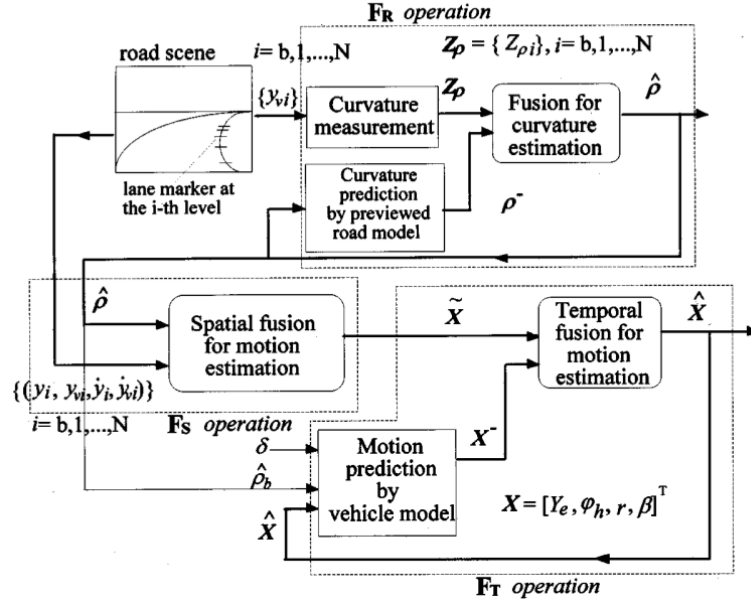 F_R operation
road scene
i= b,1,...,N
Z_ρ = { Z_ρi}, i= b,1,...,N
{y_vi}
Curvature
measurement
Z_ρ
Fusion for
curvature
estimation
ρ̂
lane marker at
the i-th level
Curvature
prediction
by previewed
road model
ρ⁻
ρ̂
Spatial fusion
for motion
estimation
X̃
Temporal
fusion for
motion
estimation
X̂
{(y_i, y_vi, ẏ_i, ẏ_vi)}
i= b,1,...,N
F_S operation
δ
ρ̂_b
X̂
Motion
prediction
by
vehicle model
X⁻
X = [Y_e, φ_h, r, β]^T
F_T operation